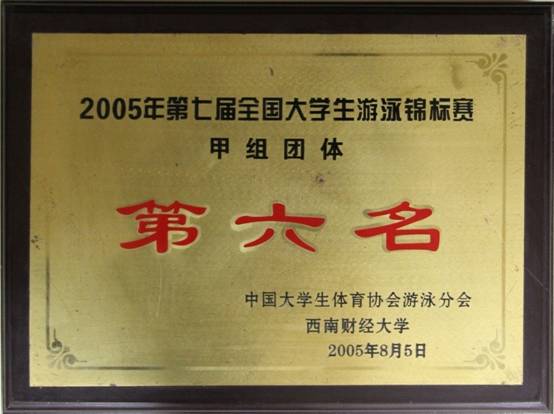 2005年第七届全国大学生游泳锦标赛
甲组团体
第六名
中国大学生体育协会游泳分会
西南财经大学
2005年8月5日